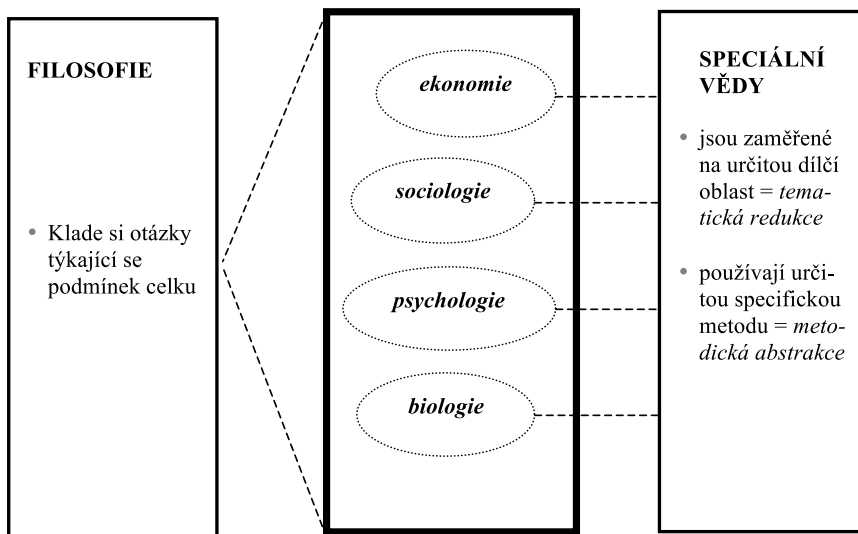 FILOSOFIE
• Klade si otázky
týkající se
podmínek celku
ekonomie
sociologie
psychologie
biologie
SPECIÁLNÍ
VĚDY
• jsou zaměřené
na určitou dílčí
oblast = tema-
tická redukce
• používají urči-
tou specifickou
metodu = meto-
dická abstrakce